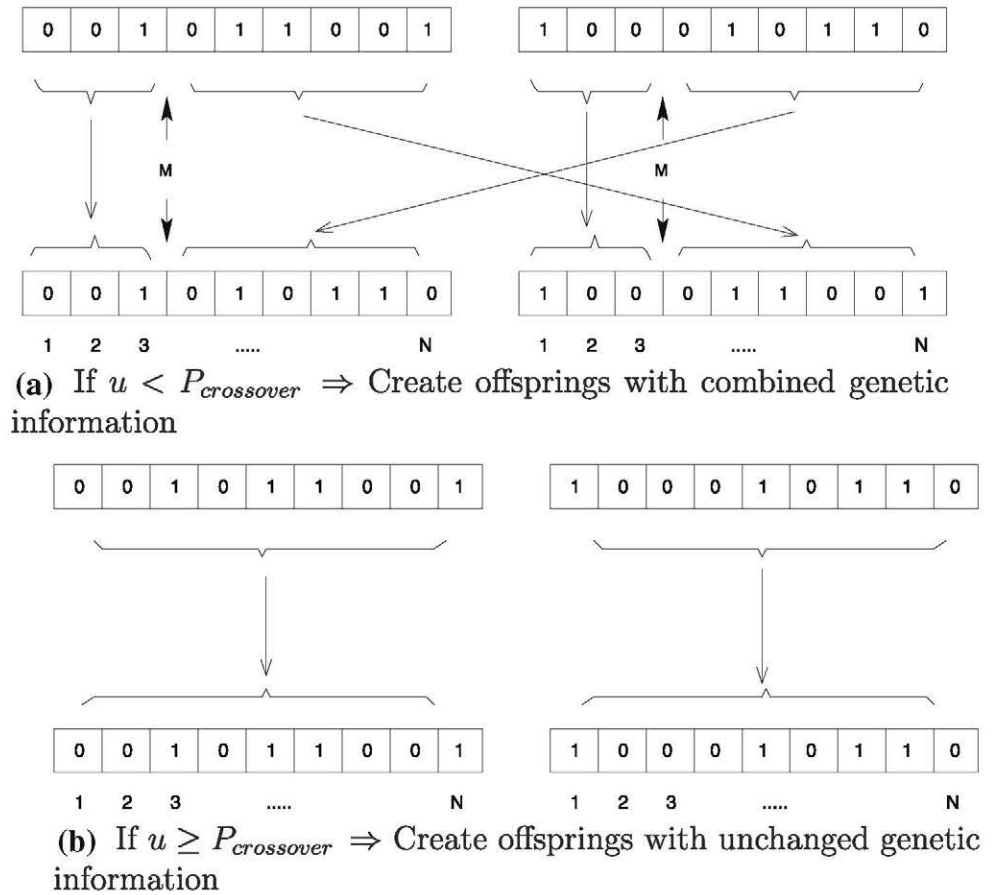 0 0 1 0 1 1 0 0 1 1 0 0 0 1 0 1 1 0
M M
0 0 1 0 1 0 1 1 0 1 0 0 0 1 1 0 0 1
1 2 3 ..... N 1 2 3 ..... N
(a) If u < P_crossover ⇒ Create offsprings with combined genetic
information
0 0 1 0 1 1 0 0 1 1 0 0 0 1 0 1 1 0
0 0 1 0 1 1 0 0 1 1 0 0 0 1 0 1 1 0
1 2 3 ..... N 1 2 3 ..... N
(b) If u ≥ P_crossover ⇒ Create offsprings with unchanged genetic
information